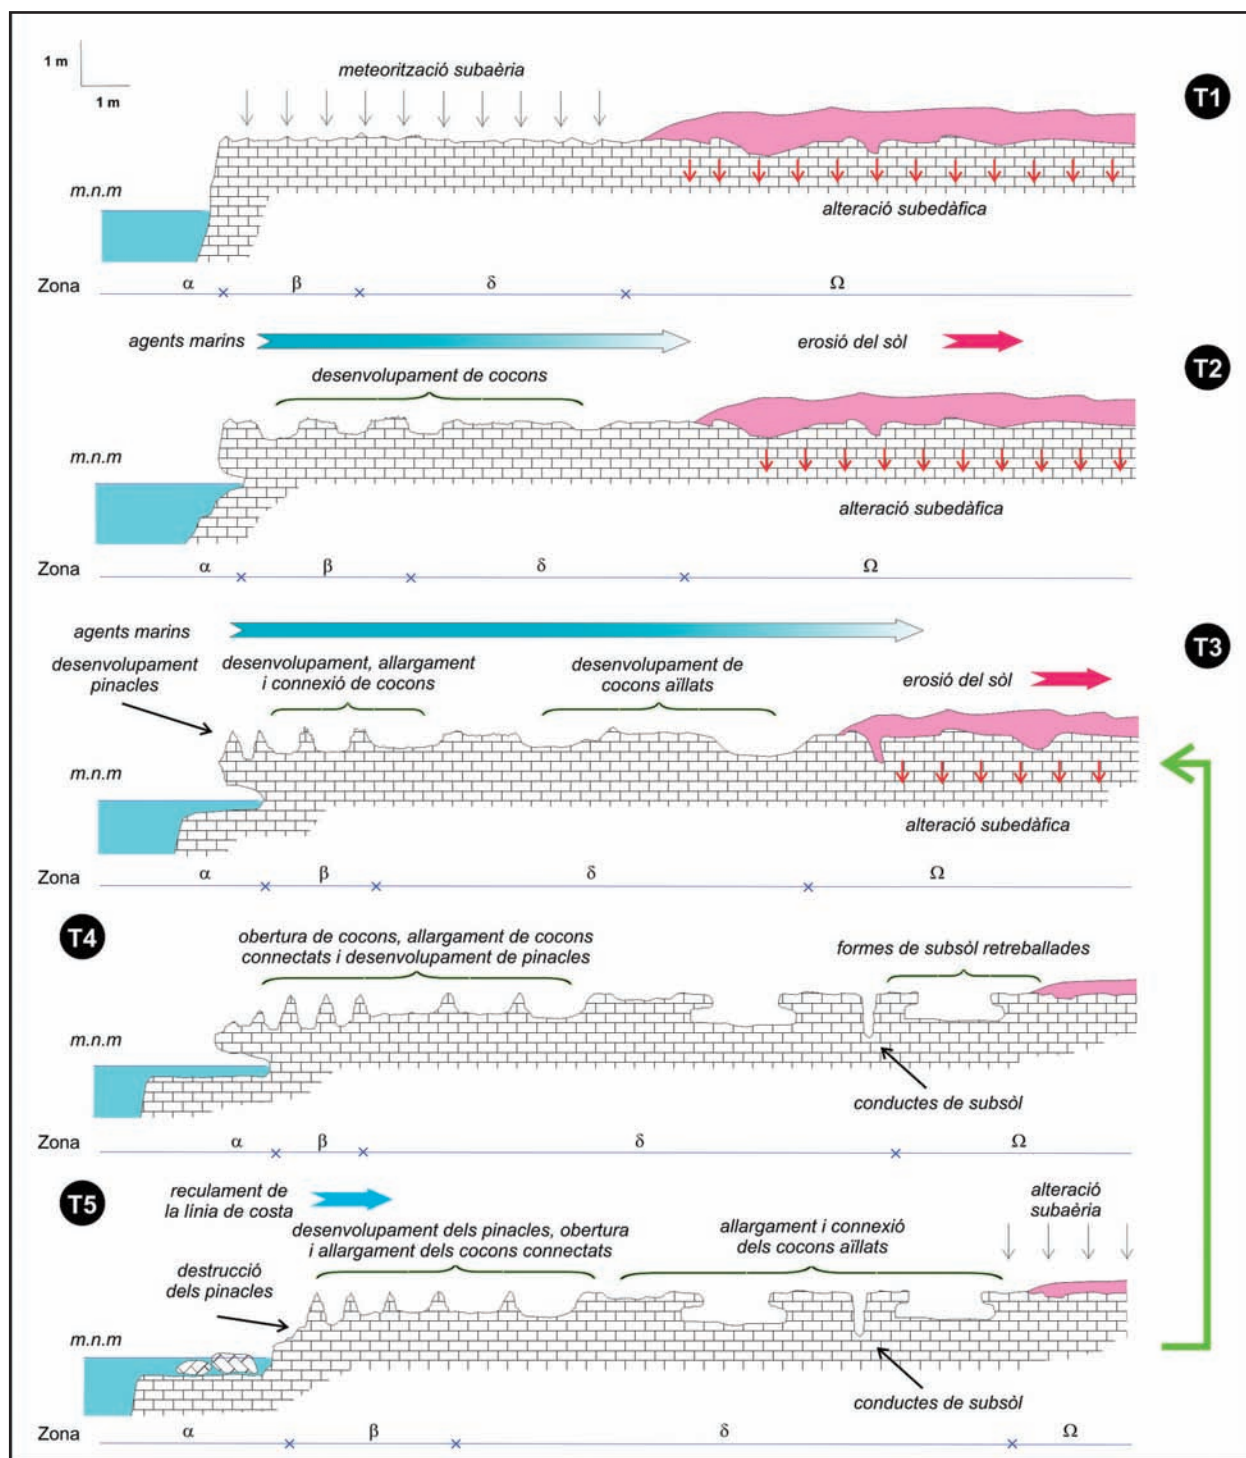 1 m
1 m
meteorització subaèria
T1
m.n.m
alteració subedàfica
Zona
α
β
δ
Ω
agents marins
erosió del sòl
T2
desenvolupament de cocons
m.n.m
alteració subedàfica
Zona
α
β
δ
Ω
agents marins
T3
desenvolupament
pinacles
desenvolupament, allargament
i connexió de cocons
desenvolupament de
cocons aïllats
erosió del sòl
m.n.m
alteració subedàfica
Zona
α
β
δ
Ω
T4
obertura de cocons, allargament de cocons
connectats i desenvolupament de pinacles
formes de subsòl retreballades
m.n.m
conductes de subsòl
Zona
α
β
δ
Ω
T5
reculament de
la línia de costa
alteració
subaèria
desenvolupament dels pinacles, obertura
i allargament dels cocons connectats
allargament i connexió
dels cocons aïllats
destrucció
dels pinacles
m.n.m
conductes de subsòl
Zona
α
β
δ
Ω